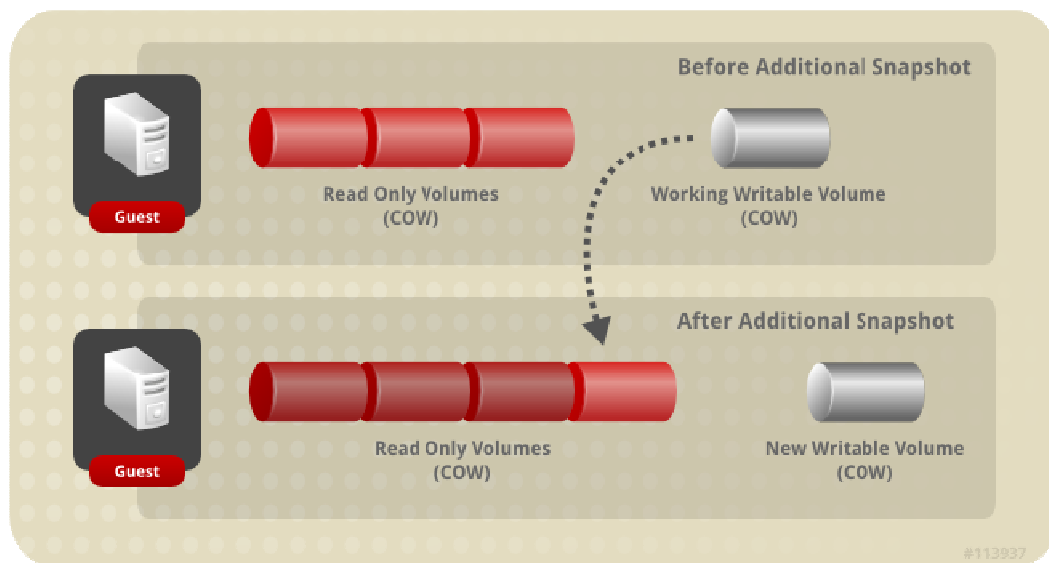 Before Additional Snapshot
Guest
Read Only Volumes
(COW)
Working Writable Volume
(COW)
After Additional Snapshot
Guest
Read Only Volumes
(COW)
New Writable Volume
(COW)
#113937